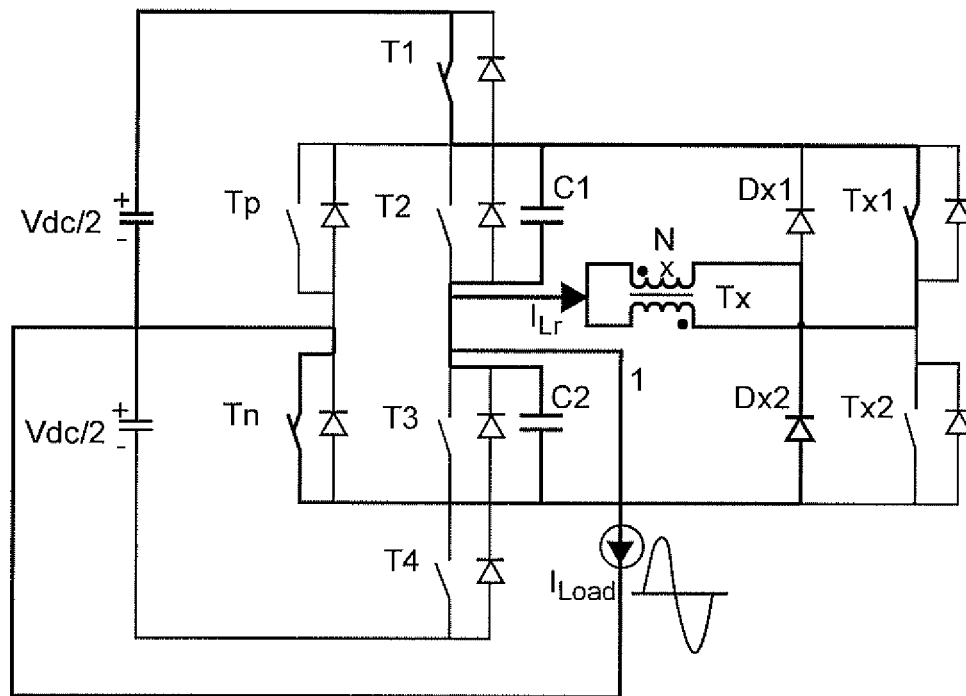 T1
Tp
T2
C1
Dx1
Tx1
+
Vdc/2
-
N
x
Tx
ILr
1
+
Vdc/2
-
Tn
T3
C2
Dx2
Tx2
T4
ILoad